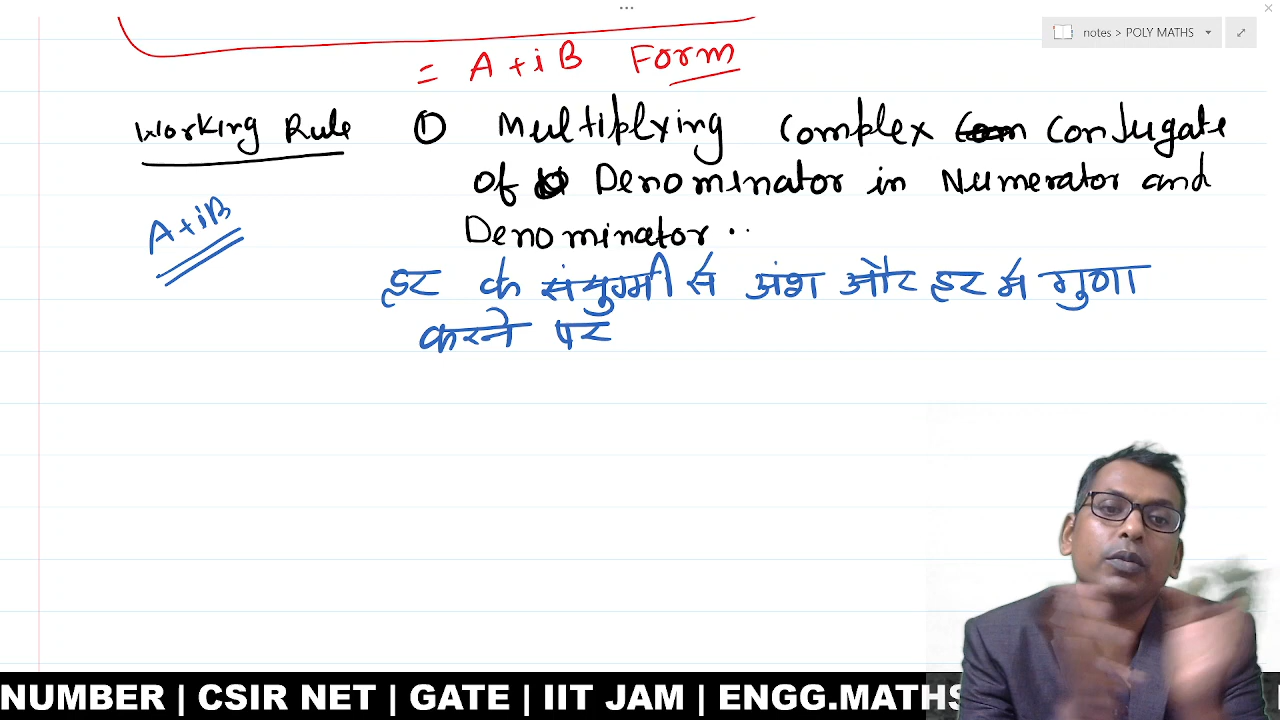 notes > POLY MATHS
= A+iB Form
Working Rule ① Multiplying Complex Conjugate
of Denominator in Numerator and
A+iB
Denominator ..
हर के संयुग्मी से अंश और हर में गुणा
करने पर
NUMBER | CSIR NET | GATE | IIT JAM | ENGG.MATHS